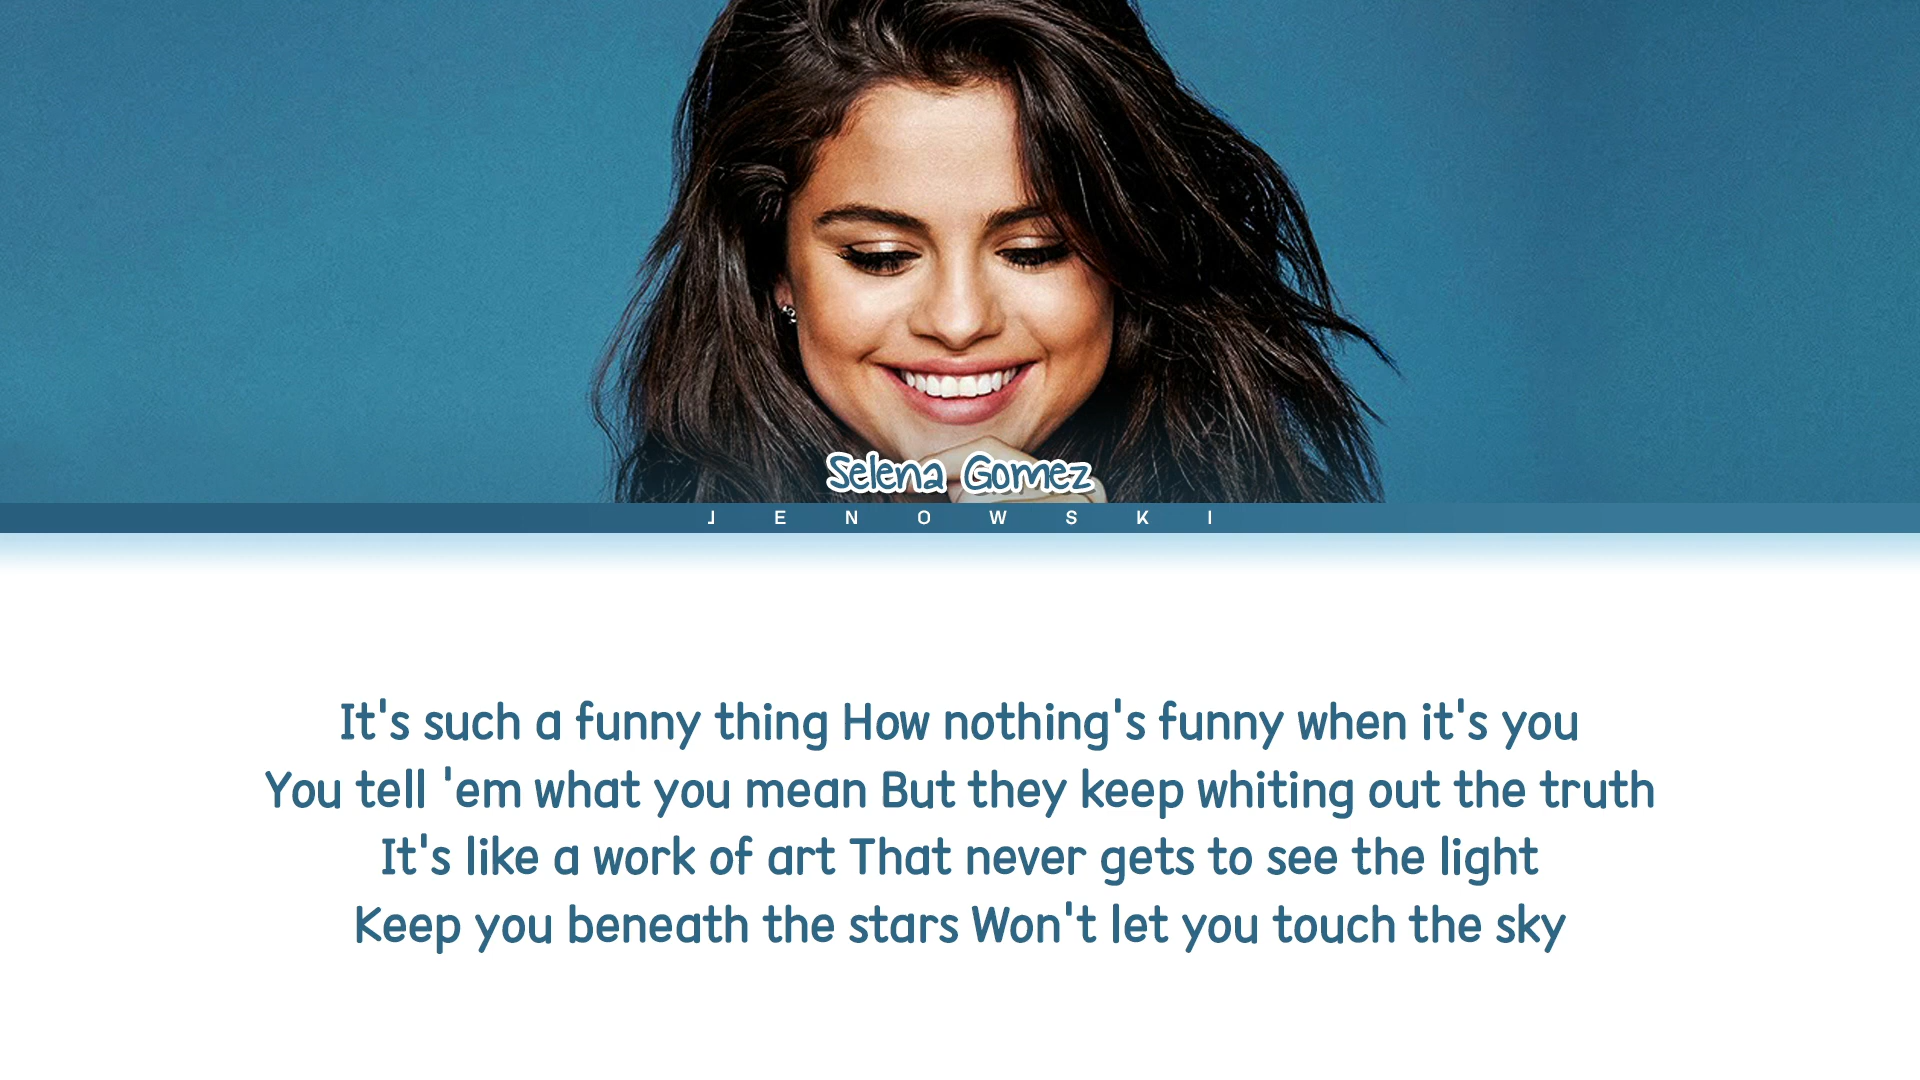 Selena Gomez
JENOWSKI
It's such a funny thing How nothing's funny when it's you
You tell 'em what you mean But they keep whiting out the truth
It's like a work of art That never gets to see the light
Keep you beneath the stars Won't let you touch the sky